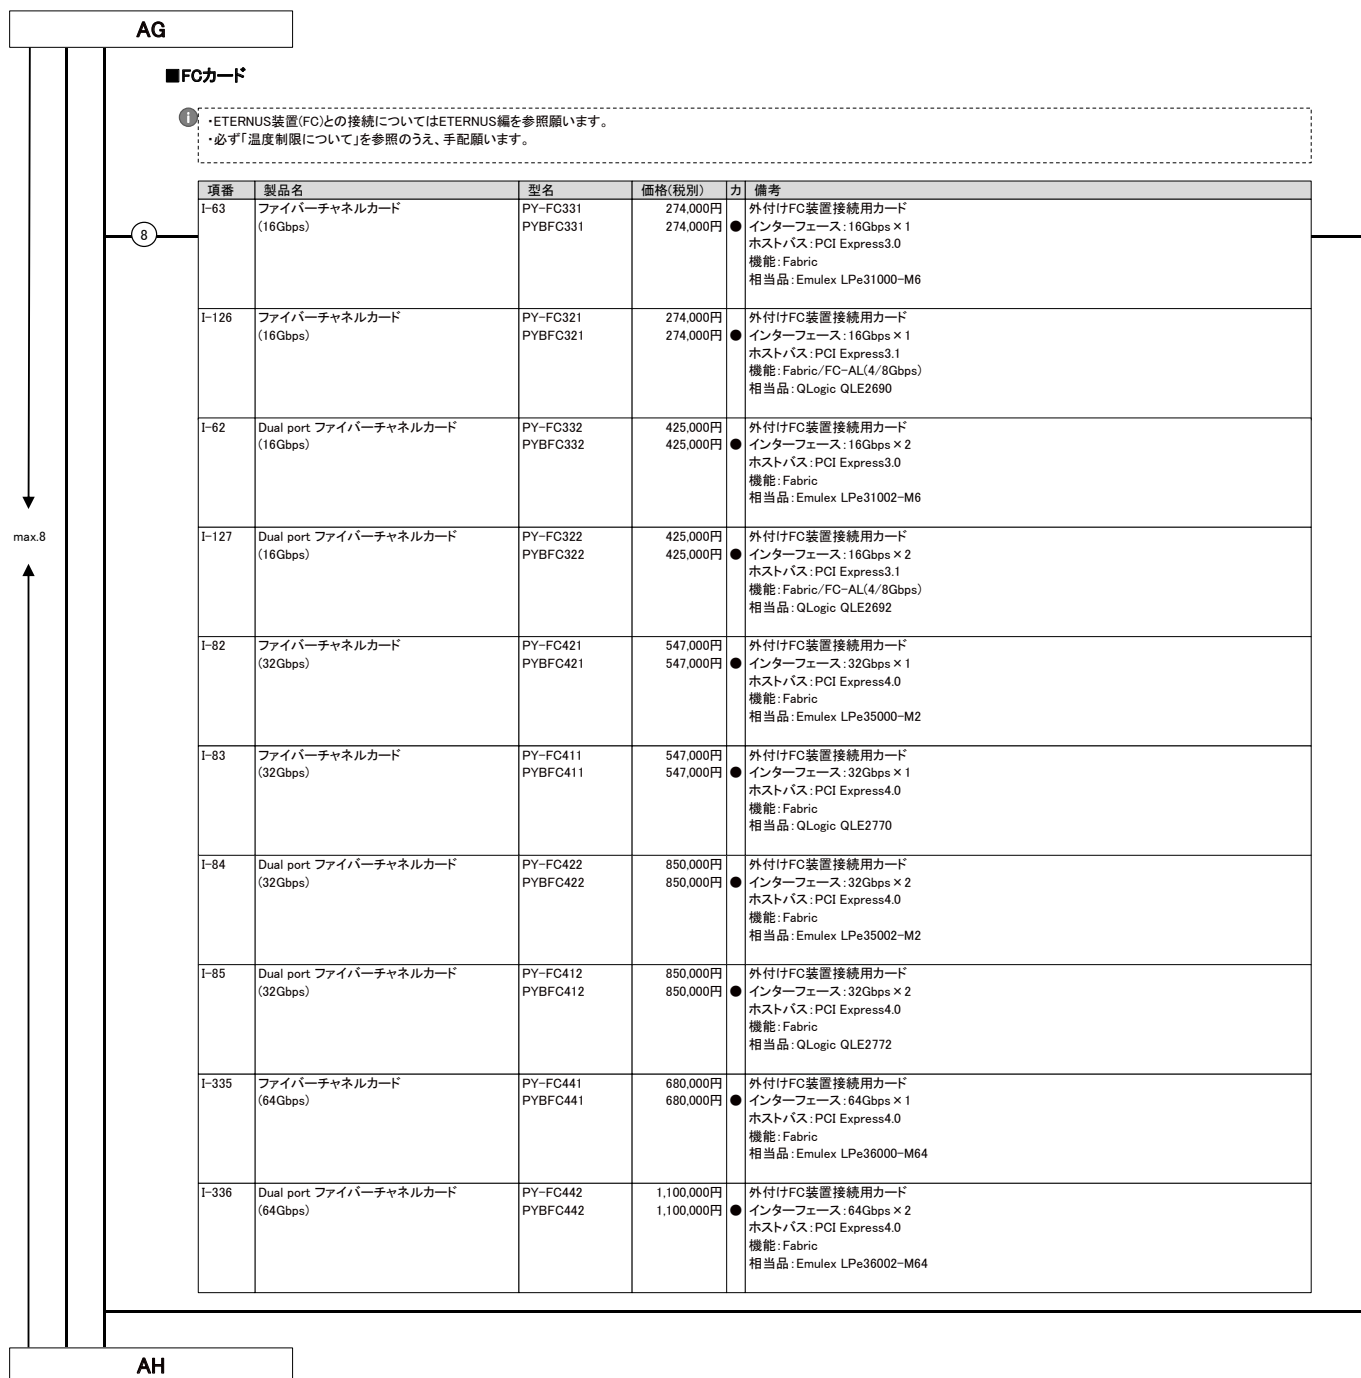 AG
■FCカード
i
・ETERNUS装置(FC)との接続についてはETERNUS編を参照願います。
・必ず「温度制限について」を参照のうえ、手配願います。
項番 製品名 型名 価格(税別) カ 備考
I-63 ファイバーチャネルカード PY-FC331 274,000円 外付けFC装置接続用カード
(16Gbps) PYBFC331 274,000円 ● インターフェース:16Gbps×1
ホストバス:PCI Express3.0
機能:Fabric
相当品:Emulex LPe31000-M6
8
I-126 ファイバーチャネルカード PY-FC321 274,000円 外付けFC装置接続用カード
(16Gbps) PYBFC321 274,000円 ● インターフェース:16Gbps×1
ホストバス:PCI Express3.1
機能:Fabric/FC-AL(4/8Gbps)
相当品:QLogic QLE2690
I-62 Dual port ファイバーチャネルカード PY-FC332 425,000円 外付けFC装置接続用カード
(16Gbps) PYBFC332 425,000円 ● インターフェース:16Gbps×2
ホストバス:PCI Express3.0
機能:Fabric
相当品:Emulex LPe31002-M6
max.8
I-127 Dual port ファイバーチャネルカード PY-FC322 425,000円 外付けFC装置接続用カード
(16Gbps) PYBFC322 425,000円 ● インターフェース:16Gbps×2
ホストバス:PCI Express3.1
機能:Fabric/FC-AL(4/8Gbps)
相当品:QLogic QLE2692
I-82 ファイバーチャネルカード PY-FC421 547,000円 外付けFC装置接続用カード
(32Gbps) PYBFC421 547,000円 ● インターフェース:32Gbps×1
ホストバス:PCI Express4.0
機能:Fabric
相当品:Emulex LPe35000-M2
I-83 ファイバーチャネルカード PY-FC411 547,000円 外付けFC装置接続用カード
(32Gbps) PYBFC411 547,000円 ● インターフェース:32Gbps×1
ホストバス:PCI Express4.0
機能:Fabric
相当品:QLogic QLE2770
I-84 Dual port ファイバーチャネルカード PY-FC422 850,000円 外付けFC装置接続用カード
(32Gbps) PYBFC422 850,000円 ● インターフェース:32Gbps×2
ホストバス:PCI Express4.0
機能:Fabric
相当品:Emulex LPe35002-M2
I-85 Dual port ファイバーチャネルカード PY-FC412 850,000円 外付けFC装置接続用カード
(32Gbps) PYBFC412 850,000円 ● インターフェース:32Gbps×2
ホストバス:PCI Express4.0
機能:Fabric
相当品:QLogic QLE2772
I-335 ファイバーチャネルカード PY-FC441 680,000円 外付けFC装置接続用カード
(64Gbps) PYBFC441 680,000円 ● インターフェース:64Gbps×1
ホストバス:PCI Express4.0
機能:Fabric
相当品:Emulex LPe36000-M64
I-336 Dual port ファイバーチャネルカード PY-FC442 1,100,000円 外付けFC装置接続用カード
(64Gbps) PYBFC442 1,100,000円 ● インターフェース:64Gbps×2
ホストバス:PCI Express4.0
機能:Fabric
相当品:Emulex LPe36002-M64
AH